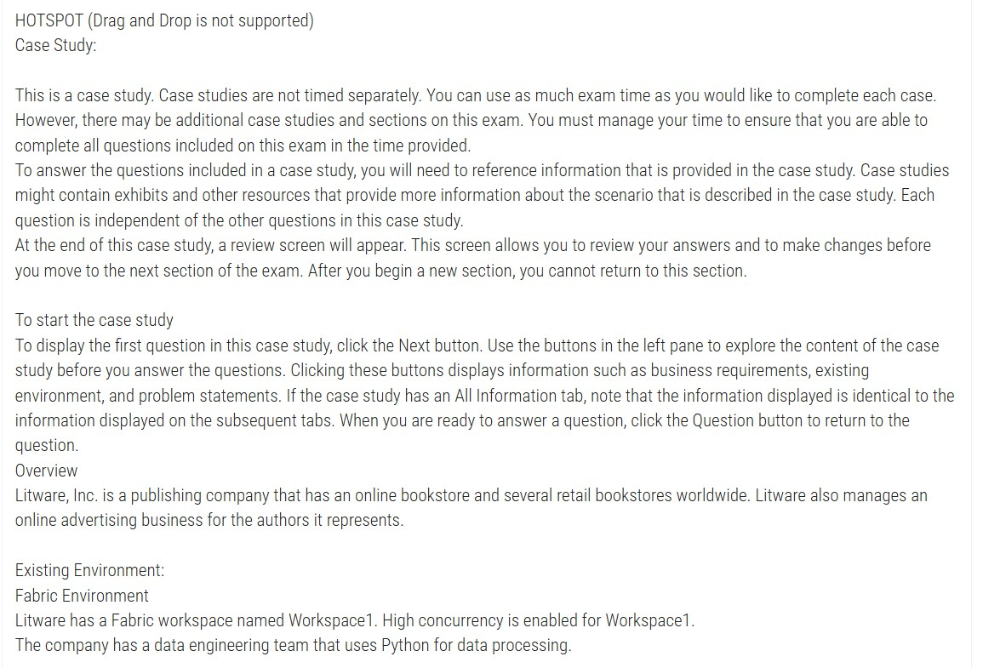 HOTSPOT (Drag and Drop is not supported)
Case Study:
This is a case study. Case studies are not timed separately. You can use as much exam time as you would like to complete each case.
However, there may be additional case studies and sections on this exam. You must manage your time to ensure that you are able to
complete all questions included on this exam in the time provided.
To answer the questions included in a case study, you will need to reference information that is provided in the case study. Case studies
might contain exhibits and other resources that provide more information about the scenario that is described in the case study. Each
question is independent of the other questions in this case study.
At the end of this case study, a review screen will appear. This screen allows you to review your answers and to make changes before
you move to the next section of the exam. After you begin a new section, you cannot return to this section.
To start the case study
To display the first question in this case study, click the Next button. Use the buttons in the left pane to explore the content of the case
study before you answer the questions. Clicking these buttons displays information such as business requirements, existing
environment, and problem statements. If the case study has an All Information tab, note that the information displayed is identical to the
information displayed on the subsequent tabs. When you are ready to answer a question, click the Question button to return to the
question.
Overview
Litware, Inc. is a publishing company that has an online bookstore and several retail bookstores worldwide. Litware also manages an
online advertising business for the authors it represents.
Existing Environment:
Fabric Environment
Litware has a Fabric workspace named Workspace1. High concurrency is enabled for Workspace1.
The company has a data engineering team that uses Python for data processing.